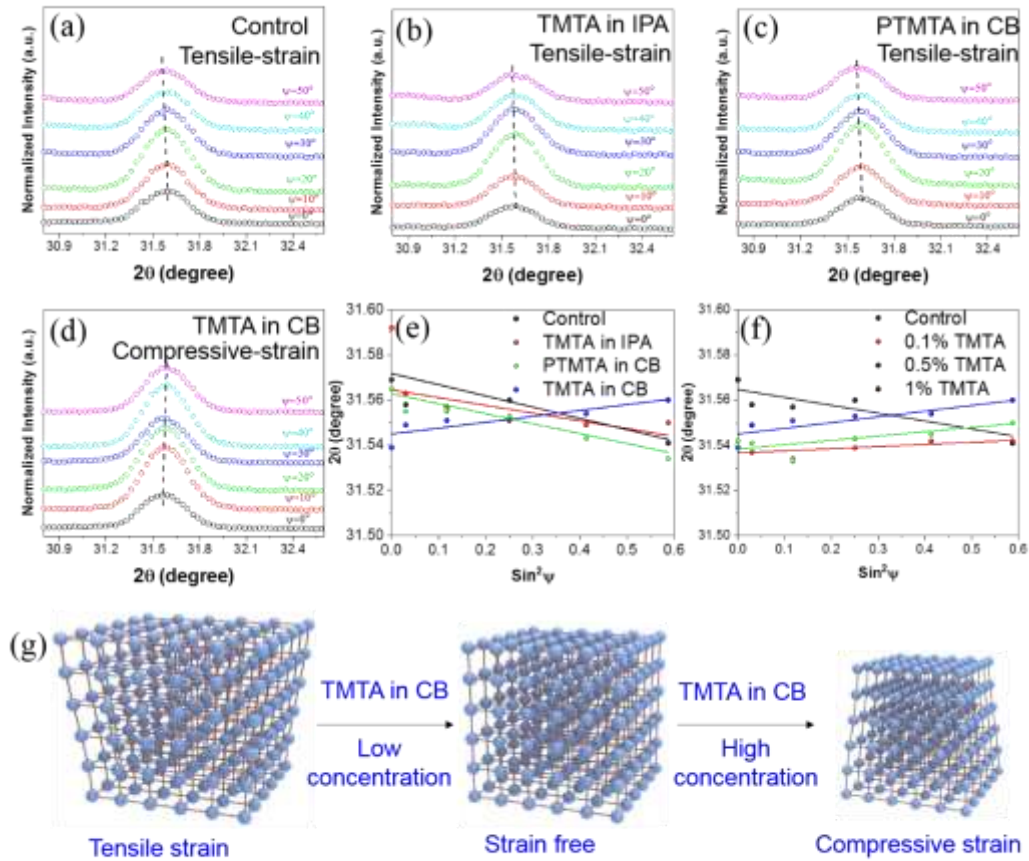 (a)
Control
Tensile-strain
Normalized Intensity (a.u.)
ψ=50°
ψ=40°
ψ=30°
ψ=20°
ψ=10°
ψ=0°
30.9 31.2 31.5 31.8 32.1 32.4
2θ (degree)
(b)
TMTA in IPA
Tensile-strain
Normalized Intensity (a.u.)
ψ=50°
ψ=40°
ψ=30°
ψ=20°
ψ=10°
ψ=0°
30.9 31.2 31.5 31.8 32.1 32.4
2θ (degree)
(c)
PTMTA in CB
Tensile-strain
Normalized Intensity (a.u.)
ψ=50°
ψ=40°
ψ=30°
ψ=20°
ψ=10°
ψ=0°
30.9 31.2 31.5 31.8 32.1 32.4
2θ (degree)
(d)
TMTA in CB
Compressive-strain
Normalized Intensity (a.u.)
ψ=50°
ψ=40°
ψ=30°
ψ=20°
ψ=10°
ψ=0°
30.9 31.2 31.5 31.8 32.1 32.4
2θ (degree)
(e)
Control
TMTA in IPA
PTMTA in CB
TMTA in CB
2θ (degree)
31.60
31.58
31.56
31.54
31.52
31.50
0.0 0.1 0.2 0.3 0.4 0.5 0.6
Sin²ψ
(f)
Control
0.1% TMTA
0.5% TMTA
1% TMTA
2θ (degree)
31.60
31.58
31.56
31.54
31.52
31.50
0.0 0.1 0.2 0.3 0.4 0.5 0.6
Sin²ψ
(g)
TMTA in CB
Low
concentration
TMTA in CB
High
concentration
Tensile strain
Strain free
Compressive strain